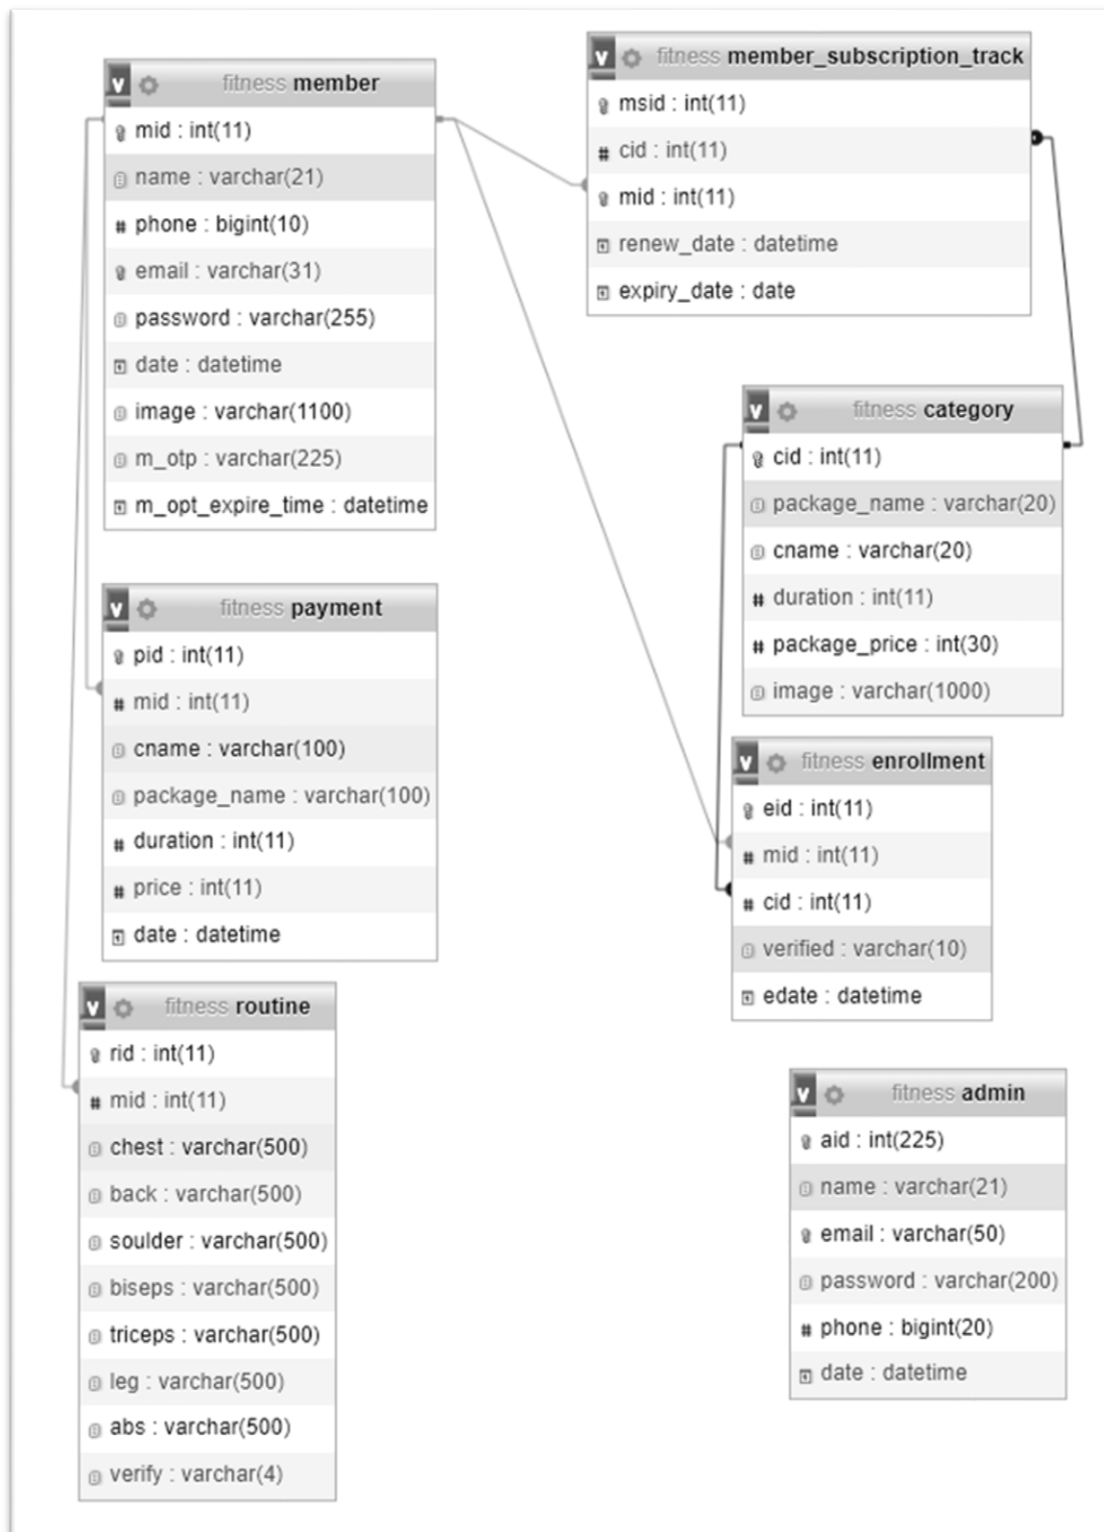 fitness member
mid : int(11)
name : varchar(21)
phone : bigint(10)
email : varchar(31)
password : varchar(255)
date : datetime
image : varchar(1100)
m_otp : varchar(225)
m_opt_expire_time : datetime
fitness member_subscription_track
msid : int(11)
cid : int(11)
mid : int(11)
renew_date : datetime
expiry_date : date
fitness category
cid : int(11)
package_name : varchar(20)
cname : varchar(20)
duration : int(11)
package_price : int(30)
image : varchar(1000)
fitness payment
pid : int(11)
mid : int(11)
cname : varchar(100)
package_name : varchar(100)
duration : int(11)
price : int(11)
date : datetime
fitness enrollment
eid : int(11)
mid : int(11)
cid : int(11)
verified : varchar(10)
edate : datetime
fitness routine
rid : int(11)
mid : int(11)
chest : varchar(500)
back : varchar(500)
soulder : varchar(500)
biseps : varchar(500)
triceps : varchar(500)
leg : varchar(500)
abs : varchar(500)
verify : varchar(4)
fitness admin
aid : int(225)
name : varchar(21)
email : varchar(50)
password : varchar(200)
phone : bigint(20)
date : datetime